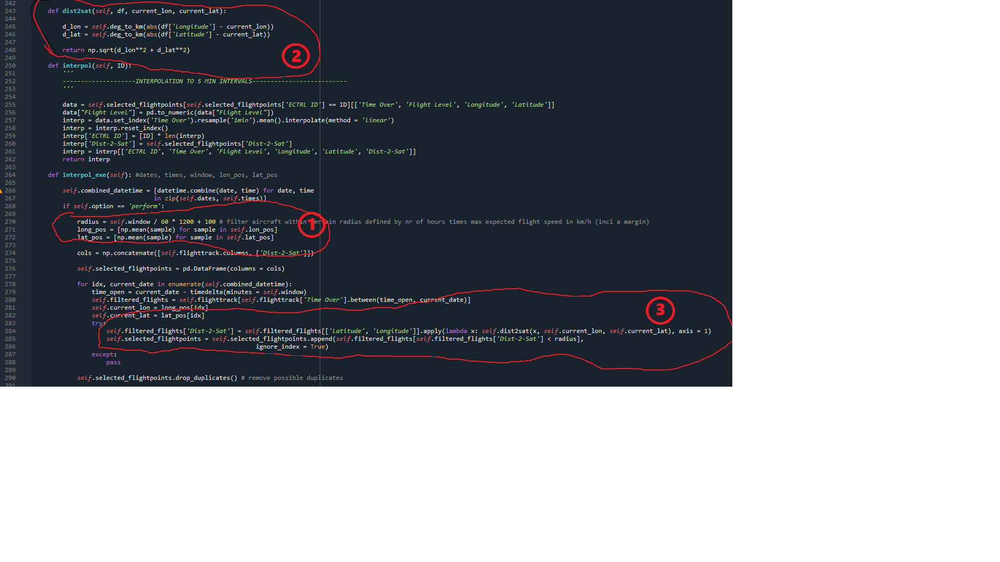 242
243 def dist2sat(self, df, current_lon, current_lat):
244
245 d_lon = self.deg_to_km(abs(df['Longitude'] - current_lon))
246 d_lat = self.deg_to_km(abs(df['Latitude'] - current_lat))
247
248 return np.sqrt(d_lon**2 + d_lat**2)
2
249
250 def interpol(self, ID):
251 '''
252 --------------------INTERPOLATION TO 5 MIN INTERVALS--------------------------
253 '''
254
255 data = self.selected_flightpoints[self.selected_flightpoints['ECTRL ID'] == ID][['Time Over', 'Flight Level', 'Longitude', 'Latitude']]
256 data["Flight Level"] = pd.to_numeric(data["Flight Level"])
257 interp = data.set_index('Time Over').resample('1min').mean().interpolate(method = 'linear')
258 interp = interp.reset_index()
259 interp['ECTRL ID'] = [ID] * len(interp)
260 interp['Dist-2-Sat'] = self.selected_flightpoints['Dist-2-Sat']
261 interp = interp[['ECTRL ID', 'Time Over', 'Flight Level', 'Longitude', 'Latitude', 'Dist-2-Sat']]
262 return interp
263
264 def interpol_exe(self): #dates, times, window, lon_pos, lat_pos
265
266 self.combined_datetime = [datetime.combine(date, time) for date, time
267 in zip(self.dates, self.times)]
268 if self.option == 'perform':
269
270 radius = self.window / 60 * 1200 + 100 # filter aircraft within certain radius defined by nr of hours times max expected flight speed in km/h (incl a margin)
1
271 long_pos = [np.mean(sample) for sample in self.lon_pos]
272 lat_pos = [np.mean(sample) for sample in self.lat_pos]
273
274 cols = np.concatenate([self.flighttrack.columns, ['Dist-2-Sat']])
275
276 self.selected_flightpoints = pd.DataFrame(columns = cols)
277
278 for idx, current_date in enumerate(self.combined_datetime):
279 time_open = current_date - timedelta(minutes = self.window)
280 self.filtered_flights = self.flighttrack[self.flighttrack['Time Over'].between(time_open, current_date)]
281 self.current_lon = long_pos[idx]
3
282 self.current_lat = lat_pos[idx]
283 try:
284 self.filtered_flights['Dist-2-Sat'] = self.filtered_flights[['Latitude', 'Longitude']].apply(lambda x: self.dist2sat(x, self.current_lon, self.current_lat), axis = 1)
285 self.selected_flightpoints = self.selected_flightpoints.append(self.filtered_flights[self.filtered_flights['Dist-2-Sat'] < radius],
286 ignore_index = True)
287 except:
288 pass
289
290 self.selected_flightpoints.drop_duplicates() # remove possible duplicates
291